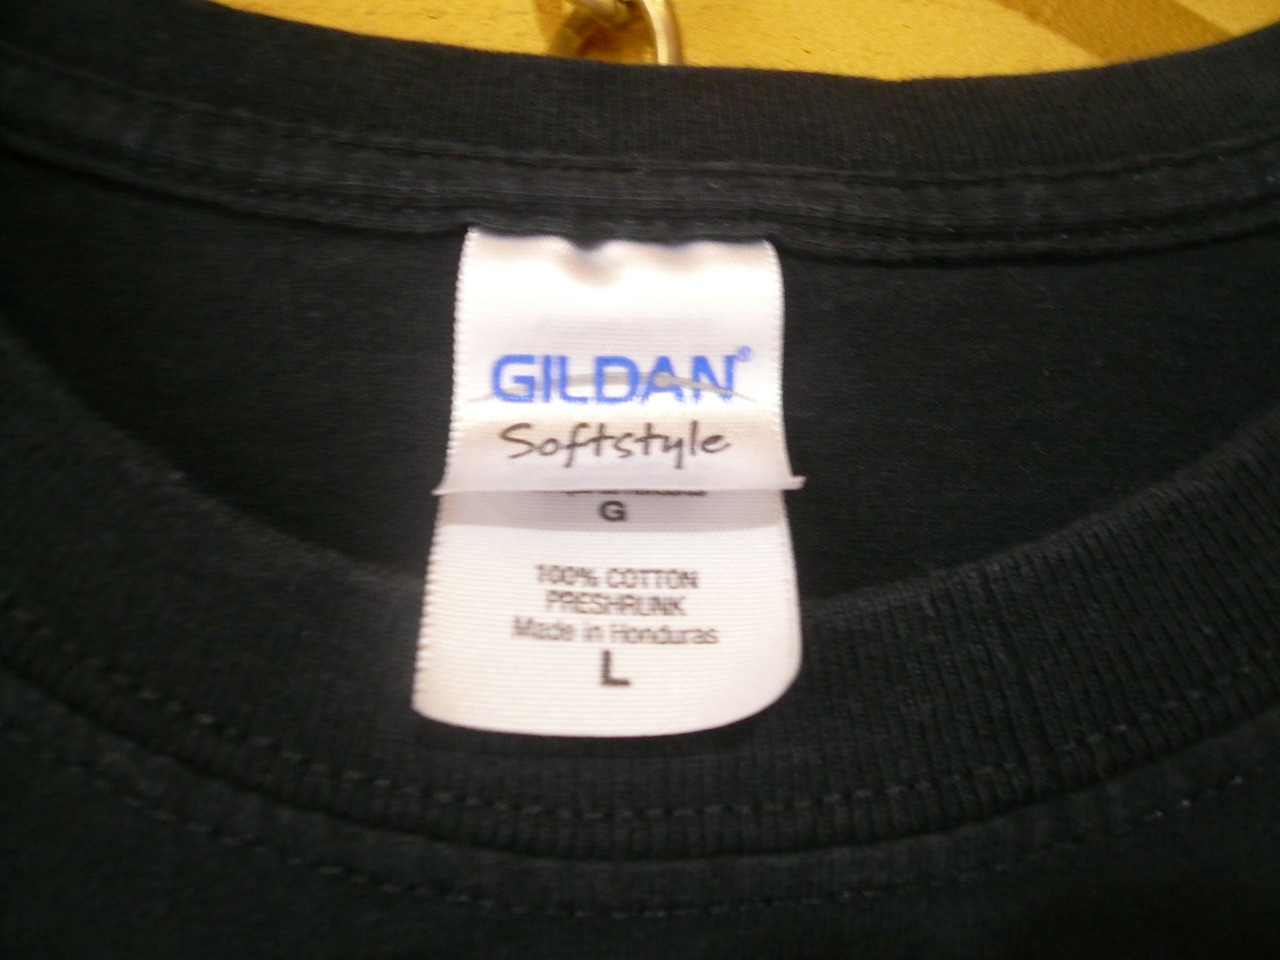 GILDAN®
Softstyle
G
100% COTTON
PRESHRUNK
Made in Honduras
L